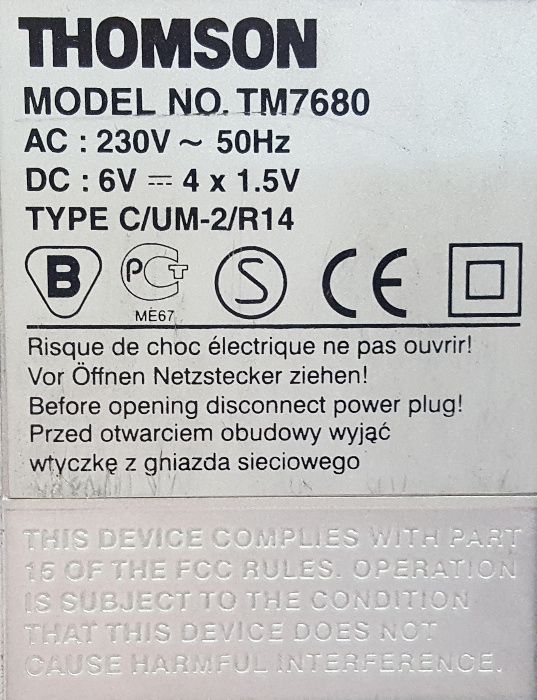 THOMSON
MODEL NO. TM7680
AC : 230V ~ 50Hz
DC : 6V ⎓ 4 x 1.5V
TYPE C/UM-2/R14
B PCT S CE
ME67
Risque de choc électrique ne pas ouvrir!
Vor Öffnen Netzstecker ziehen!
Before opening disconnect power plug!
Przed otwarciem obudowy wyjąć
wtyczkę z gniazda sieciowego
THIS DEVICE COMPLIES WITH PART
15 OF THE FCC RULES. OPERATION
IS SUBJECT TO THE CONDITION
THAT THIS DEVICE DOES NOT
CAUSE HARMFUL INTERFERENCE.